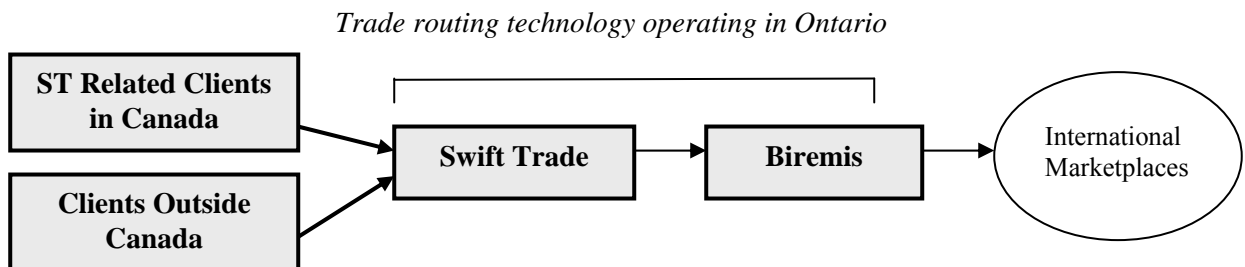 Trade routing technology operating in Ontario
ST Related Clients
in Canada
Clients Outside
Canada
Swift Trade
Biremis
International
Marketplaces